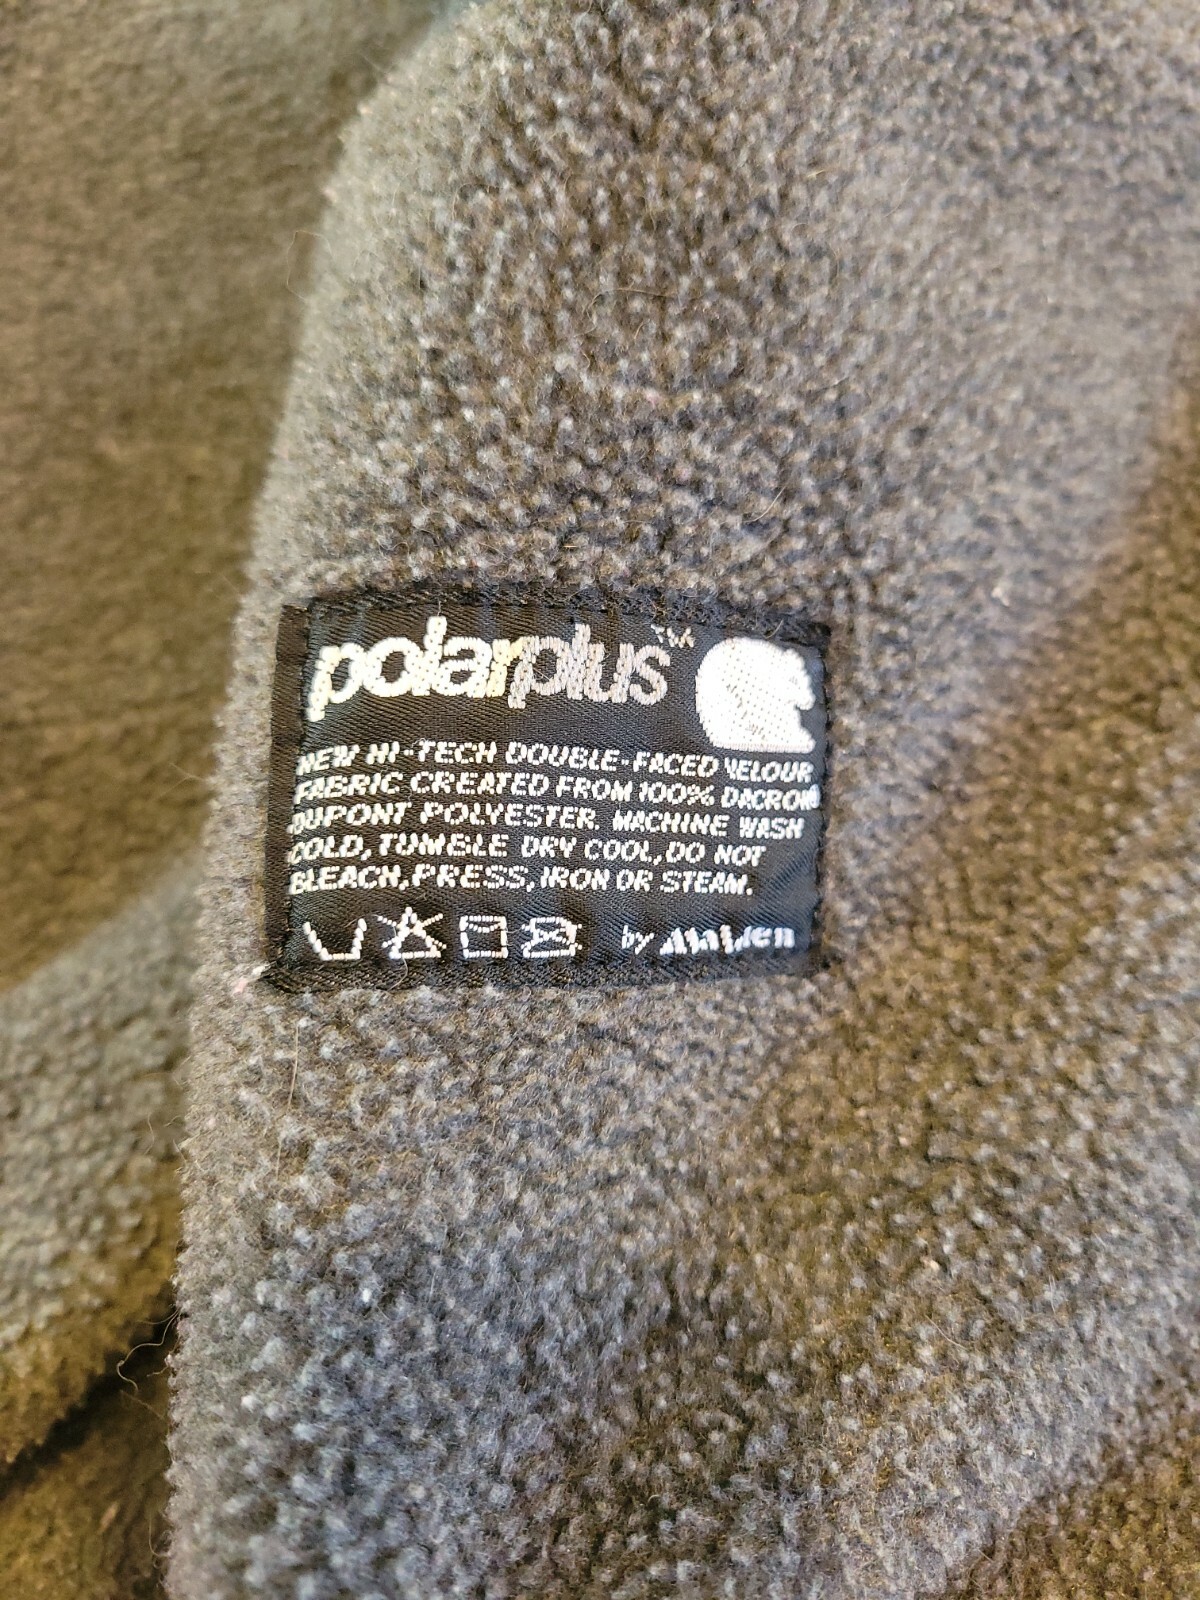 polarplus™
NEW HI-TECH DOUBLE-FACED VELOUR
FABRIC CREATED FROM 100% DACRON
DUPONT POLYESTER. MACHINE WASH
COLD, TUMBLE DRY COOL, DO NOT
BLEACH, PRESS, IRON OR STEAM.
by Malden